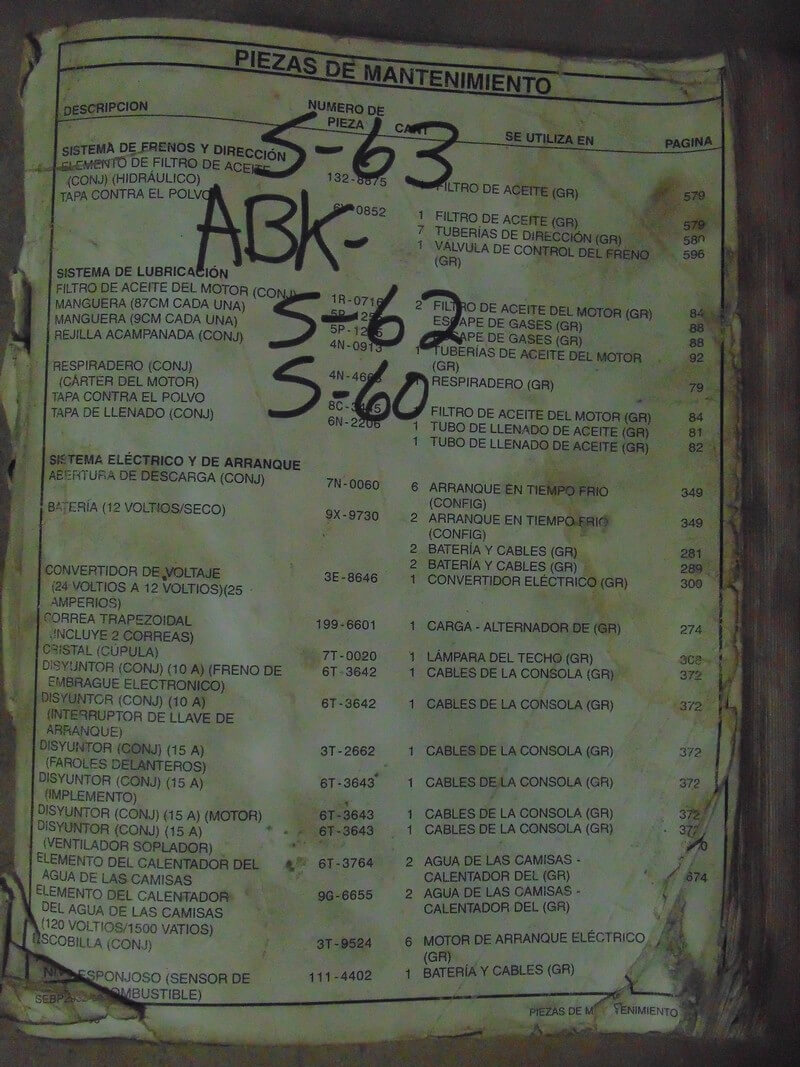 PIEZAS DE MANTENIMIENTO
DESCRIPCION NUMERO DE PIEZA CANT SE UTILIZA EN PAGINA
S-63
ABK-
S-62
S-60
SISTEMA DE FRENOS Y DIRECCIÓN
ELEMENTO DE FILTRO DE ACEITE
(CONJ) (HIDRÁULICO) 132-8875 FILTRO DE ACEITE (GR) 579
TAPA CONTRA EL POLVO 0852 1 FILTRO DE ACEITE (GR) 579
7 TUBERÍAS DE DIRECCIÓN (GR) 580
1 VALVULA DE CONTROL DEL FRENO 596
(GR)
SISTEMA DE LUBRICACIÓN
FILTRO DE ACEITE DEL MOTOR (CONJ) 1R-0716 2 FILTRO DE ACEITE DEL MOTOR (GR) 84
MANGUERA (87CM CADA UNA) ESCAPE DE GASES (GR) 88
MANGUERA (9CM CADA UNA) ESCAPE DE GASES (GR) 88
REJILLA ACAMPANADA (CONJ) 4N-0913 1 TUBERÍAS DE ACEITE DEL MOTOR 92
(GR)
RESPIRADERO (CONJ) RESPIRADERO (GR) 79
(CÁRTER DEL MOTOR)
TAPA CONTRA EL POLVO FILTRO DE ACEITE DEL MOTOR (GR) 84
TAPA DE LLENADO (CONJ) 6N-2206 1 TUBO DE LLENADO DE ACEITE (GR) 81
1 TUBO DE LLENADO DE ACEITE (GR) 82
SISTEMA ELÉCTRICO Y DE ARRANQUE
ABERTURA DE DESCARGA (CONJ) 7N-0060 6 ARRANQUE EN TIEMPO FRIO 349
(CONFIG)
BATERÍA (12 VOLTIOS/SECO) 9X-9730 2 ARRANQUE EN TIEMPO FRIO 349
(CONFIG)
2 BATERÍA Y CABLES (GR) 281
2 BATERÍA Y CABLES (GR) 289
CONVERTIDOR DE VOLTAJE 3E-8646 1 CONVERTIDOR ELÉCTRICO (GR) 300
(24 VOLTIOS A 12 VOLTIOS)(25
AMPERIOS)
CORREA TRAPEZOIDAL 199-6601 1 CARGA - ALTERNADOR DE (GR) 274
(INCLUYE 2 CORREAS)
CRISTAL (CÚPULA) 7T-0020 1 LÁMPARA DEL TECHO (GR)
DISYUNTOR (CONJ) (10 A) (FRENO DE 6T-3642 1 CABLES DE LA CONSOLA (GR) 372
EMBRAGUE ELECTRONICO)
DISYUNTOR (CONJ) (10 A) 6T-3642 1 CABLES DE LA CONSOLA (GR) 372
(INTERRUPTOR DE LLAVE DE
ARRANQUE)
DISYUNTOR (CONJ) (15 A) 3T-2662 1 CABLES DE LA CONSOLA (GR) 372
(FAROLES DELANTEROS)
DISYUNTOR (CONJ) (15 A) 6T-3643 1 CABLES DE LA CONSOLA (GR) 372
(IMPLEMENTO)
DISYUNTOR (CONJ) (15 A) (MOTOR) 6T-3643 1 CABLES DE LA CONSOLA (GR) 372
DISYUNTOR (CONJ) (15 A) 6T-3643 1 CABLES DE LA CONSOLA (GR) 372
(VENTILADOR SOPLADOR)
ELEMENTO DEL CALENTADOR DEL 6T-3764 2 AGUA DE LAS CAMISAS -
AGUA DE LAS CAMISAS CALENTADOR DEL (GR)
ELEMENTO DEL CALENTADOR 9G-6655 2 AGUA DE LAS CAMISAS - 674
DEL AGUA DE LAS CAMISAS CALENTADOR DEL (GR)
(120 VOLTIOS/1500 VATIOS)
ESCOBILLA (CONJ) 3T-9524 6 MOTOR DE ARRANQUE ELÉCTRICO
(GR)
ESPONJOSO (SENSOR DE 111-4402 1 BATERÍA Y CABLES (GR)
COMBUSTIBLE)
PIEZAS DE MANTENIMIENTO